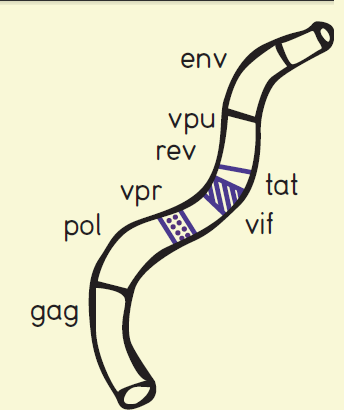 env
vpu
rev
tat
vpr
vif
pol
gag